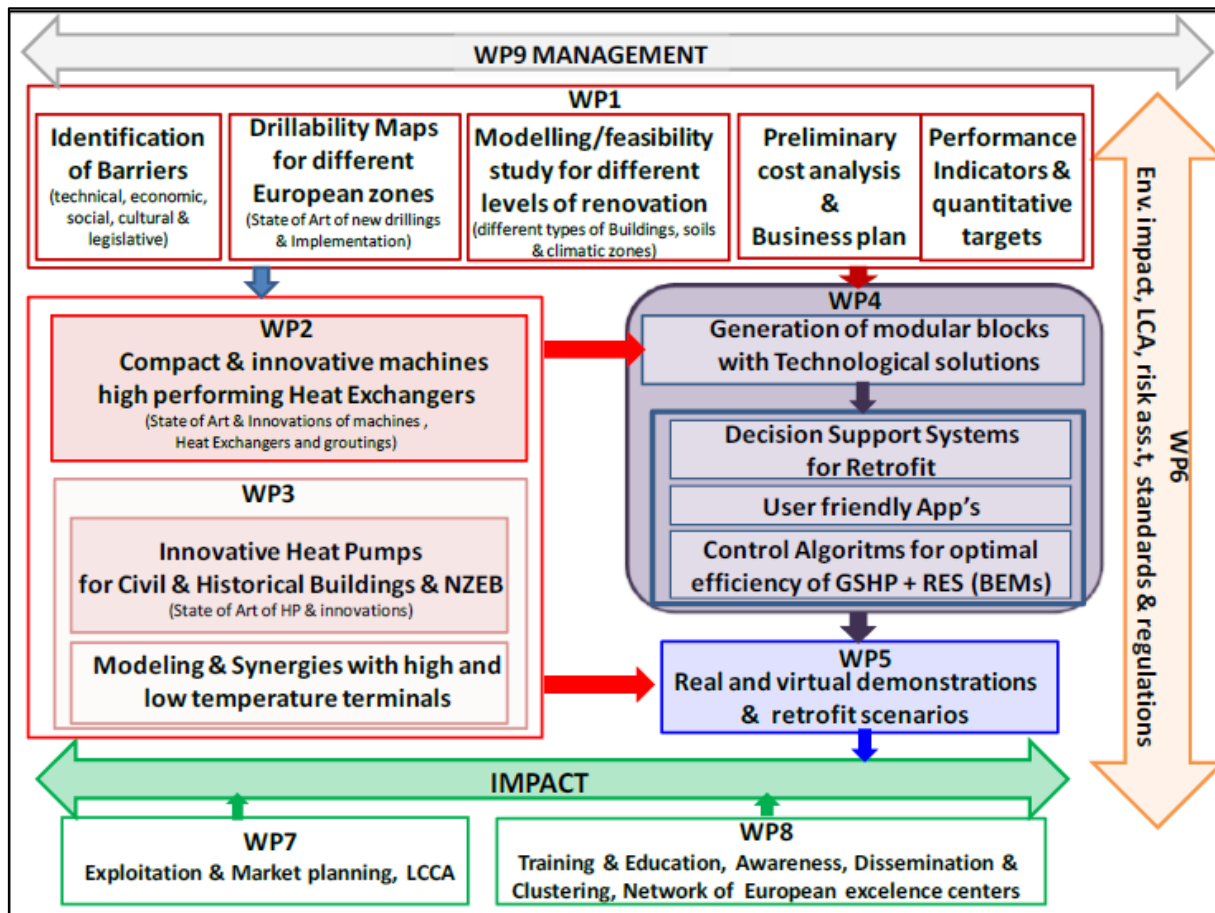 WP9 MANAGEMENT
WP1
Identification
of Barriers
(technical, economic,
social, cultural &
legislative)
Drillability Maps
for different
European zones
(State of Art of new drillings
& Implementation)
Modelling/feasibility
study for different
levels of renovation
(different types of Buildings, soils
& climatic zones)
Preliminary
cost analysis
&
Business plan
Performance
Indicators &
quantitative
targets
WP2
Compact & innovative machines
high performing Heat Exchangers
(State of Art & Innovations of machines ,
Heat Exchangers and groutings)
WP3
Innovative Heat Pumps
for Civil & Historical Buildings & NZEB
(State of Art of HP & innovations)
Modeling & Synergies with high and
low temperature terminals
WP4
Generation of modular blocks
with Technological solutions
Decision Support Systems
for Retrofit
User friendly App's
Control Algoritms for optimal
efficiency of GSHP + RES (BEMs)
WP5
Real and virtual demonstrations
& retrofit scenarios
WP6
Env. impact, LCA, risk ass.t, standards & regulations
IMPACT
WP7
Exploitation & Market planning, LCCA
WP8
Training & Education, Awareness, Dissemination &
Clustering, Network of European excelence centers